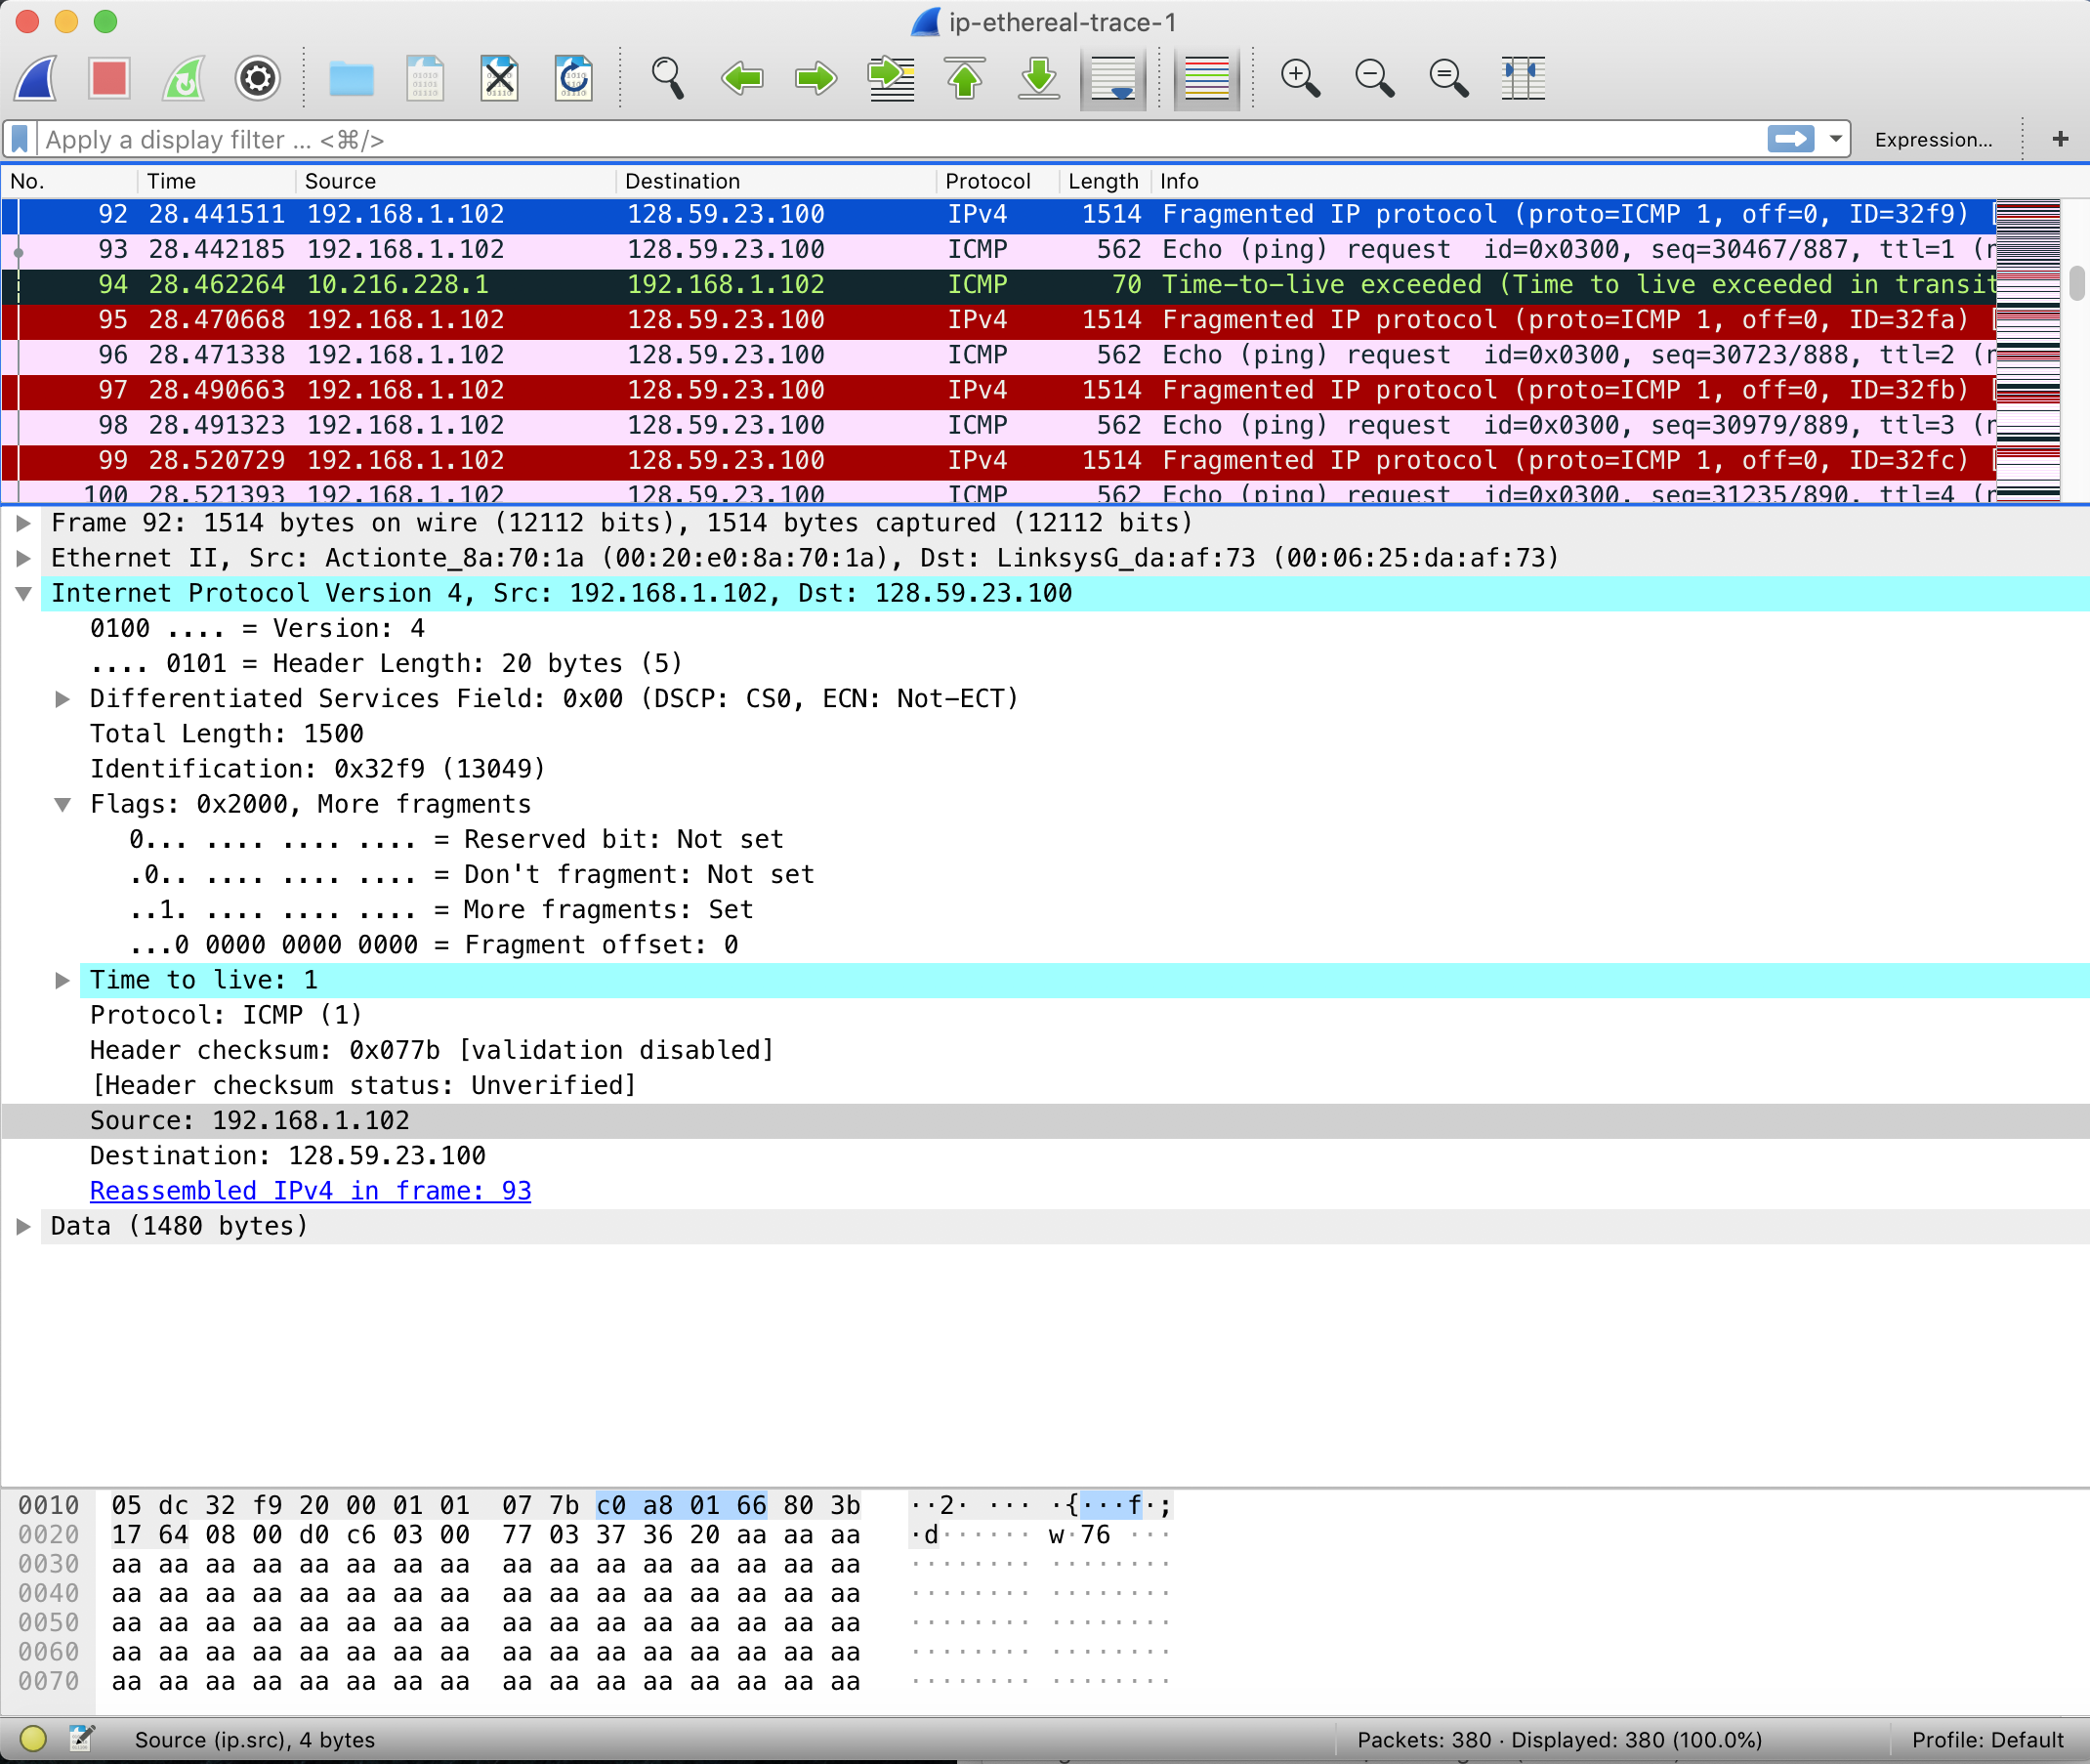 ip-ethereal-trace-1
Apply a display filter ... <⌘/>
Expression...
+
No. Time Source Destination Protocol Length Info
92 28.441511 192.168.1.102 128.59.23.100 IPv4 1514 Fragmented IP protocol (proto=ICMP 1, off=0, ID=32f9) [
93 28.442185 192.168.1.102 128.59.23.100 ICMP 562 Echo (ping) request id=0x0300, seq=30467/887, ttl=1 (r
94 28.462264 10.216.228.1 192.168.1.102 ICMP 70 Time-to-live exceeded (Time to live exceeded in transit
95 28.470668 192.168.1.102 128.59.23.100 IPv4 1514 Fragmented IP protocol (proto=ICMP 1, off=0, ID=32fa) [
96 28.471338 192.168.1.102 128.59.23.100 ICMP 562 Echo (ping) request id=0x0300, seq=30723/888, ttl=2 (r
97 28.490663 192.168.1.102 128.59.23.100 IPv4 1514 Fragmented IP protocol (proto=ICMP 1, off=0, ID=32fb) [
98 28.491323 192.168.1.102 128.59.23.100 ICMP 562 Echo (ping) request id=0x0300, seq=30979/889, ttl=3 (r
99 28.520729 192.168.1.102 128.59.23.100 IPv4 1514 Fragmented IP protocol (proto=ICMP 1, off=0, ID=32fc) [
100 28.521393 192.168.1.102 128.59.23.100 ICMP 562 Echo (ping) request id=0x0300, seq=31235/890, ttl=4 (r
Frame 92: 1514 bytes on wire (12112 bits), 1514 bytes captured (12112 bits)
Ethernet II, Src: Actionte_8a:70:1a (00:20:e0:8a:70:1a), Dst: LinksysG_da:af:73 (00:06:25:da:af:73)
Internet Protocol Version 4, Src: 192.168.1.102, Dst: 128.59.23.100
0100 .... = Version: 4
.... 0101 = Header Length: 20 bytes (5)
Differentiated Services Field: 0x00 (DSCP: CS0, ECN: Not-ECT)
Total Length: 1500
Identification: 0x32f9 (13049)
Flags: 0x2000, More fragments
0... .... .... .... = Reserved bit: Not set
.0.. .... .... .... = Don't fragment: Not set
..1. .... .... .... = More fragments: Set
...0 0000 0000 0000 = Fragment offset: 0
Time to live: 1
Protocol: ICMP (1)
Header checksum: 0x077b [validation disabled]
[Header checksum status: Unverified]
Source: 192.168.1.102
Destination: 128.59.23.100
Reassembled IPv4 in frame: 93
Data (1480 bytes)
0010 05 dc 32 f9 20 00 01 01 07 7b c0 a8 01 66 80 3b ··2· ··· ·{···f·;
0020 17 64 08 00 d0 c6 03 00 77 03 37 36 20 aa aa aa ·d······ w·76 ···
0030 aa aa aa aa aa aa aa aa aa aa aa aa aa aa aa aa ········ ········
0040 aa aa aa aa aa aa aa aa aa aa aa aa aa aa aa aa ········ ········
0050 aa aa aa aa aa aa aa aa aa aa aa aa aa aa aa aa ········ ········
0060 aa aa aa aa aa aa aa aa aa aa aa aa aa aa aa aa ········ ········
0070 aa aa aa aa aa aa aa aa aa aa aa aa aa aa aa aa ········ ········
Source (ip.src), 4 bytes
Packets: 380 · Displayed: 380 (100.0%)
Profile: Default